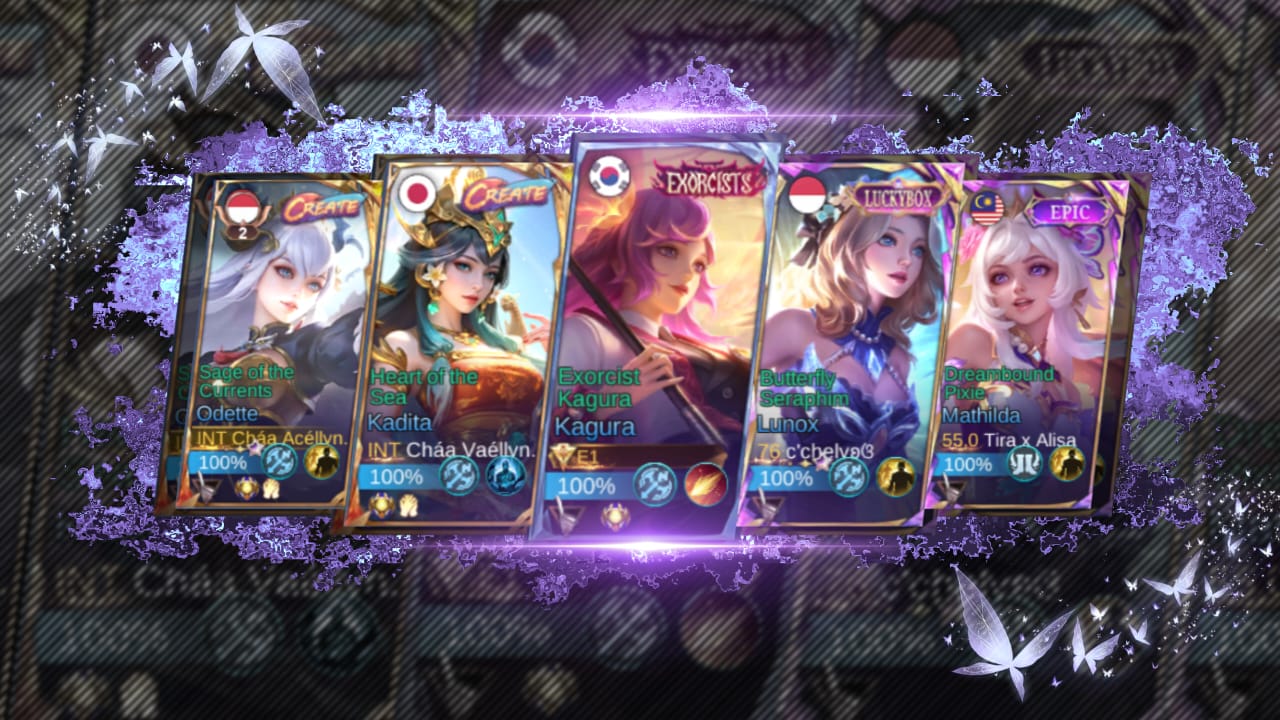 2
CREATE
Sage of the
Currents
Odette
INT Cháa Acéllyn.
100%
CREATE
Heart of the
Sea
Kadita
INT Cháa Vaéllyn.
100%
EXORCISTS
Exorcist
Kagura
Kagura
E1
100%
LUCKYBOX
Butterfly
Seraphim
Lunox
100%
EPIC
Dreambound
Pixie
Mathilda
55.0 Tira x Alisa
100%